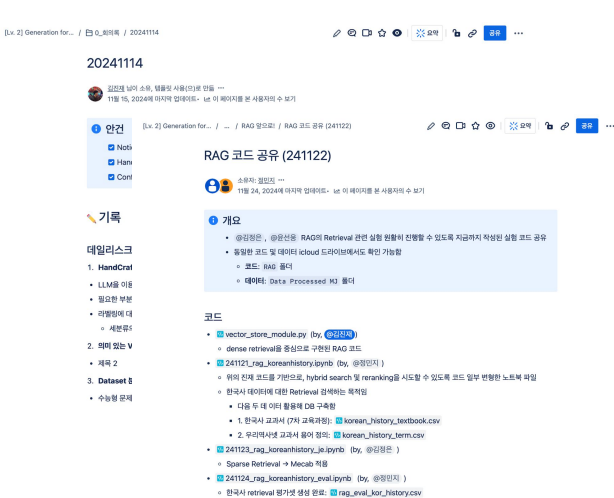 [Lv. 2] Generation for... / 0_회의록 / 20241114
요약
공유
20241114
김진재 님이 소유, 템플릿 사용(으)로 만듦
11월 15, 2024에 마지막 업데이트 • 이 페이지를 본 사용자의 수 보기
안건
Noti
Han
Cont
기록
데일리스크
1. HandCraf
LLM을 이용
필요한 부분
라벨링에 대
세분류의
2. 의미 있는 V
제목 2
3. Dataset 분
수능형 문제
[Lv. 2] Generation for... / ... / RAG 앞으로! / RAG 코드 공유 (241122)
요약
공유
RAG 코드 공유 (241122)
소유자: 정민지
11월 24, 2024에 마지막 업데이트 • 이 페이지를 본 사용자의 수 보기
개요
• @김정은 , @윤선웅 RAG의 Retrieval 관련 실험 원활히 진행할 수 있도록 지금까지 작성된 실험 코드 공유
• 동일한 코드 및 데이터 icloud 드라이브에서도 확인 가능함
◦ 코드: RAG 폴더
◦ 데이터: Data Processed MJ 폴더
코드
• vector_store_module.py (by, @김진재)
◦ dense retrieval을 중심으로 구현된 RAG 코드
• 241121_rag_koreanhistory.ipynb (by, @정민지 )
◦ 위의 진재 코드를 기반으로, hybrid search 및 reranking을 시도할 수 있도록 코드 일부 변형한 노트북 파일
◦ 한국사 데이터에 대한 Retrieval 검색하는 목적임
▪ 다음 두 데 이터 활용해 DB 구축함
▪ 1. 한국사 교과서 (7차 교육과정): korean_history_textbook.csv
▪ 2. 우리역사넷 교과서 용어 정의: korean_history_term.csv
• 241123_rag_koreanhistory_je.ipynb (by, @김정은 )
◦ Sparse Retrieval → Mecab 적용
• 241124_rag_koreanhistory_eval.ipynb (by, @정민지 )
◦ 한국사 retrieval 평가셋 생성 완료: rag_eval_kor_history.csv